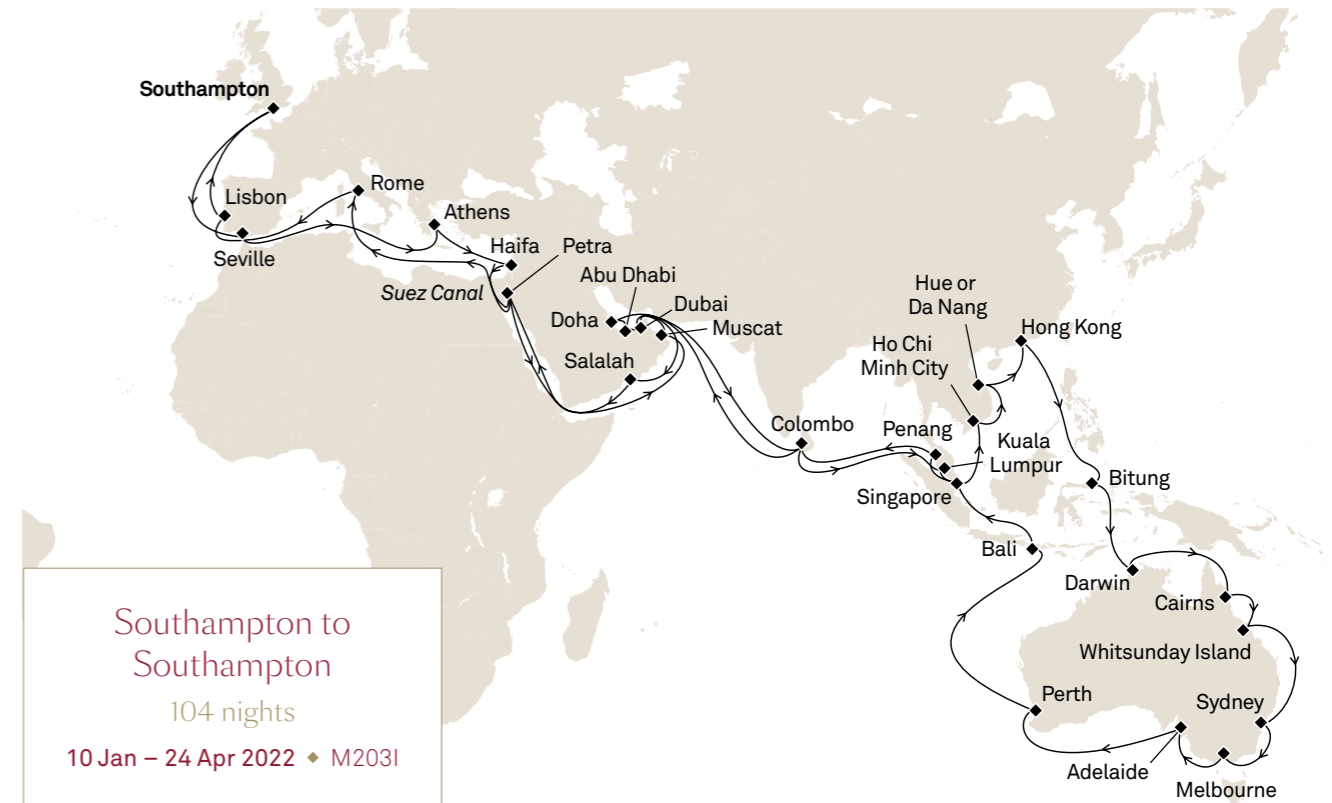 Southampton
Lisbon
Rome
Seville
Athens
Haifa
Petra
Suez Canal
Abu Dhabi
Doha
Dubai
Muscat
Salalah
Hue or
Da Nang
Ho Chi
Minh City
Hong Kong
Colombo
Penang
Kuala
Lumpur
Singapore
Bitung
Bali
Darwin
Cairns
Whitsunday Island
Perth
Sydney
Adelaide
Melbourne
Southampton to
Southampton
104 nights
10 Jan – 24 Apr 2022 ◆ M203I